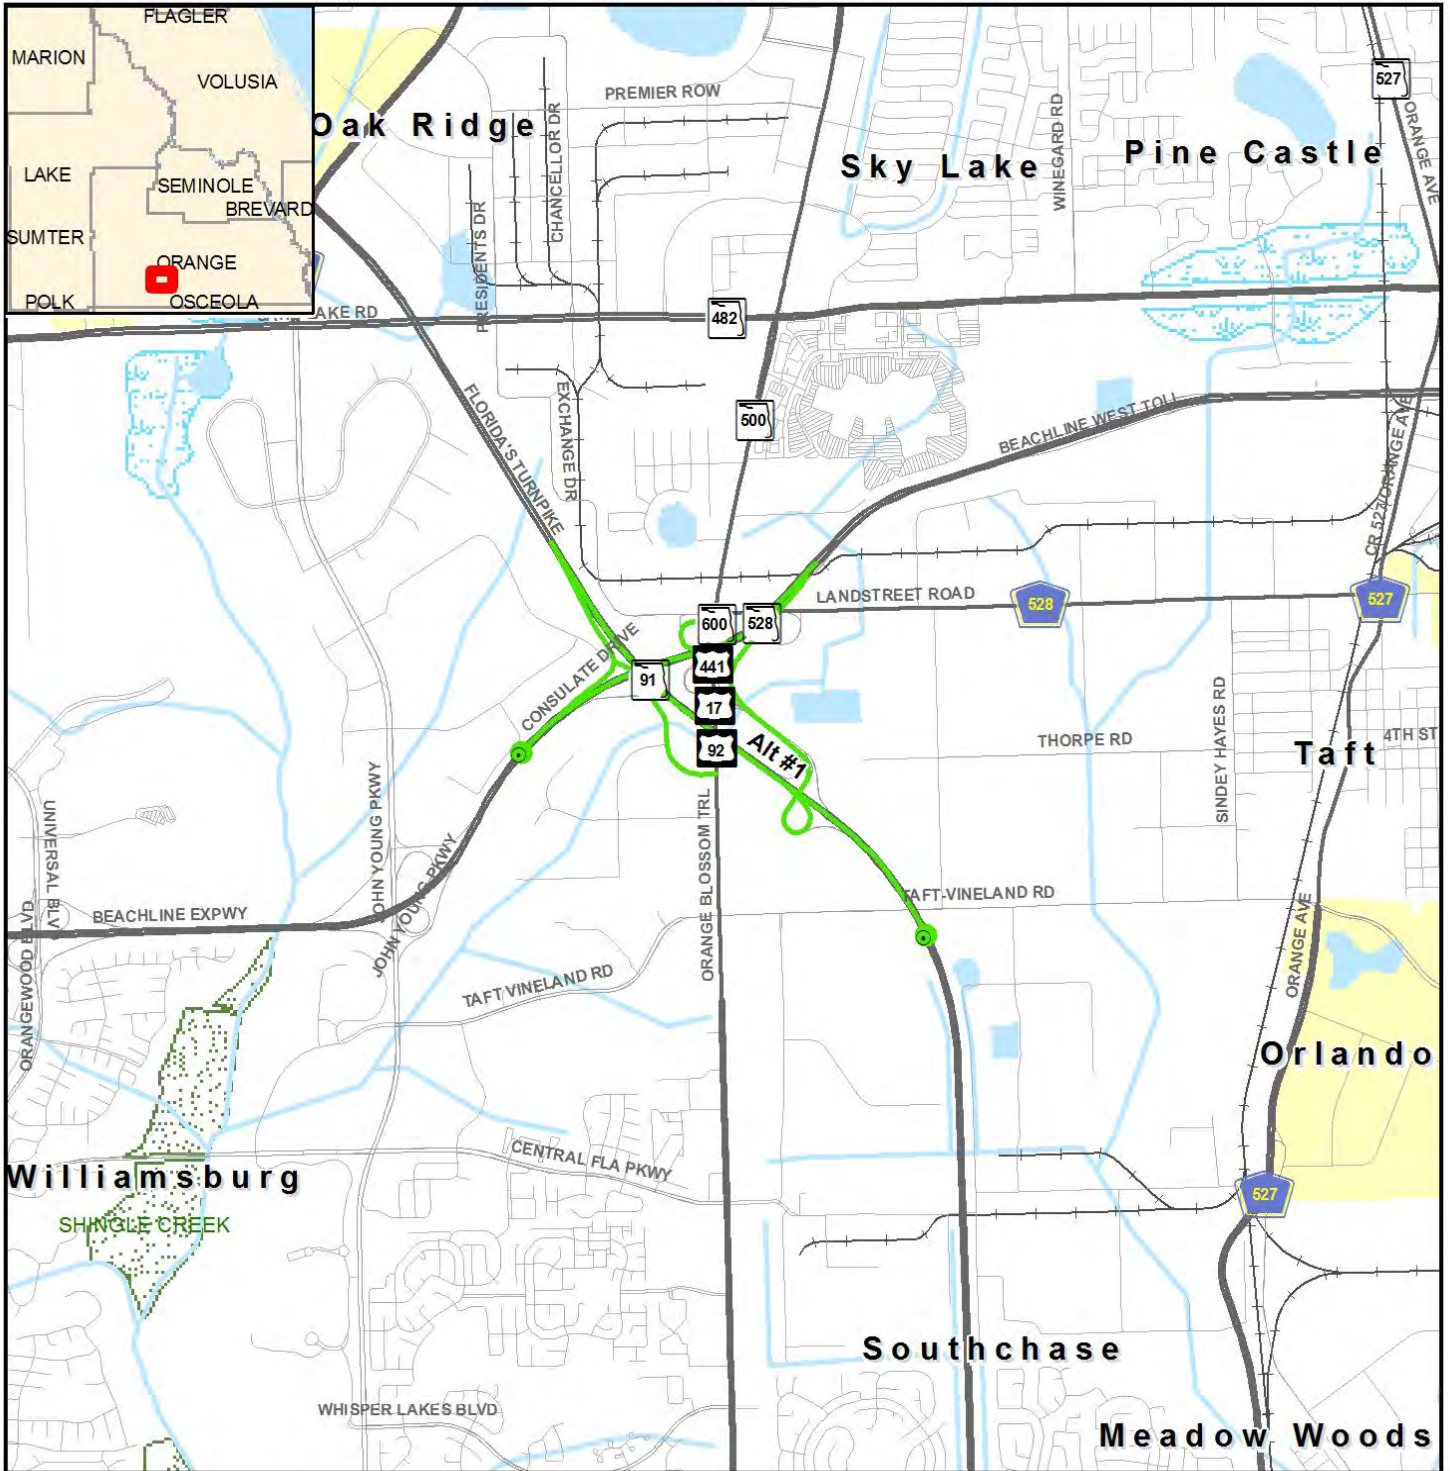 FLAGLER
MARION
VOLUSIA
LAKE
SEMINOLE
BREVARD
SUMTER
ORANGE
POLK
OSCEOLA
Oak Ridge
PREMIER ROW
CHANCELLOR DR
PRESIDENTS DR
Sky Lake
WINEGARD RD
Pine Castle
527
ORANGE AVE
LAKE RD
482
500
FLORIDA'S TURNPIKE
EXCHANGE DR
BEACHLINE WEST TOLL
CR 527/ORANGE AVE
LANDSTREET ROAD
528
527
600
528
441
91
17
92
CONSULATE DRIVE
Alt #1
THORPE RD
SINDEY HAYES RD
Taft
4TH ST
JOHN YOUNG PKWY
JOHN YOUNG PKWY
UNIVERSAL BLV
ORANGEWOOD BLVD
BEACHLINE EXPWY
ORANGE BLOSSOM TRL
TAFT-VINELAND RD
TAFT VINELAND RD
ORANGE AVE
Orlando
CENTRAL FLA PKWY
Williamsburg
SHINGLE CREEK
527
Southchase
WHISPER LAKES BLVD
Meadow Woods